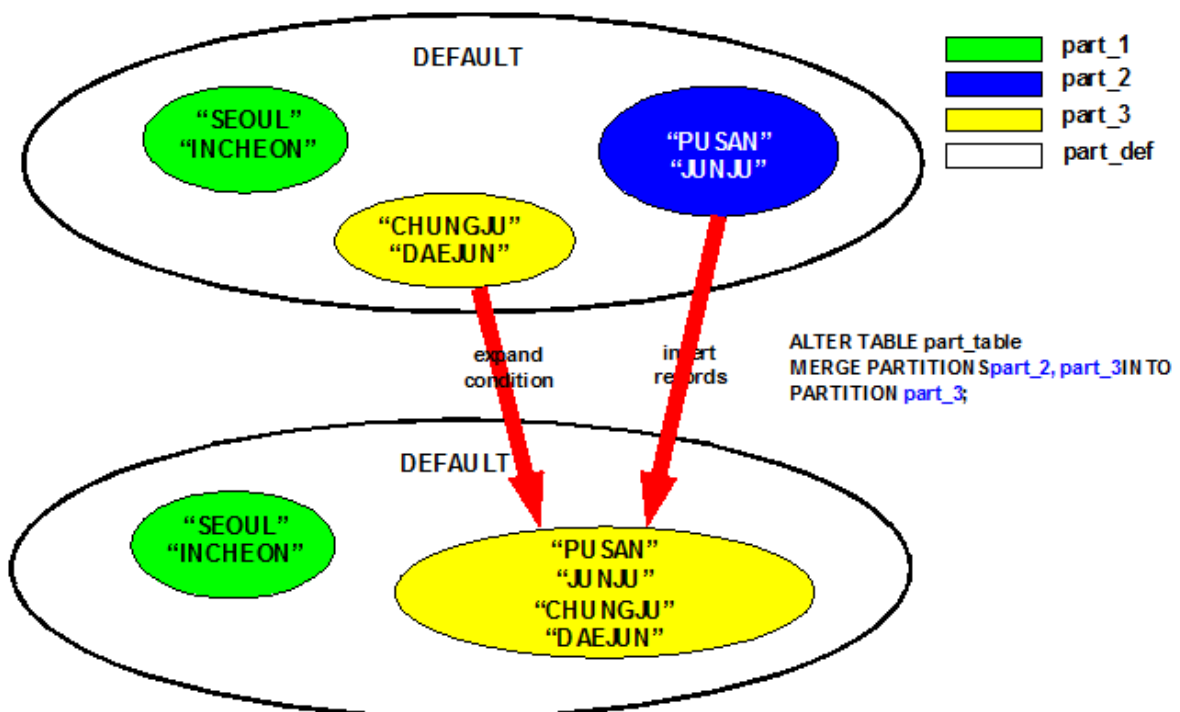 DEFAULT
“SEOUL”
“INCHEON”
“PUSAN”
“JUNJU”
“CHUNGJU”
“DAEJUN”
part_1
part_2
part_3
part_def
expand
condition
insert
records
ALTER TABLE part_table
MERGE PARTITIONS part_2, part_3 INTO
PARTITION part_3;
DEFAULT
“SEOUL”
“INCHEON”
“PUSAN”
“JUNJU”
“CHUNGJU”
“DAEJUN”